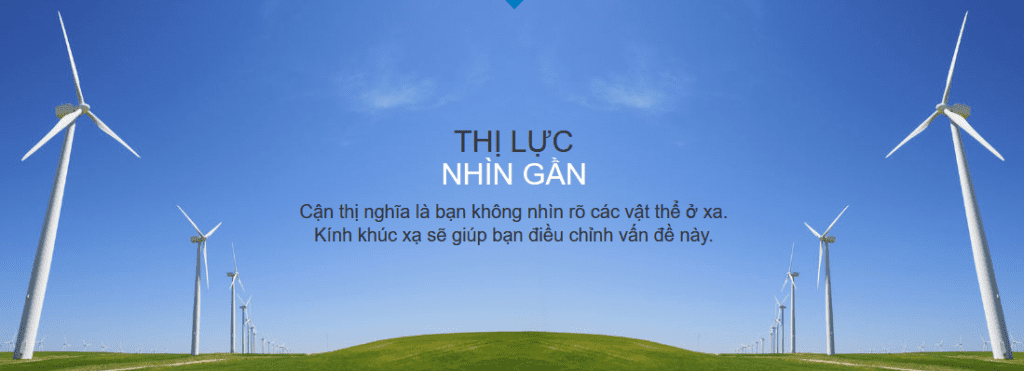 THỊ LỰC
NHÌN GẦN
Cận thị nghĩa là bạn không nhìn rõ các vật thể ở xa.
Kính khúc xạ sẽ giúp bạn điều chỉnh vấn đề này.